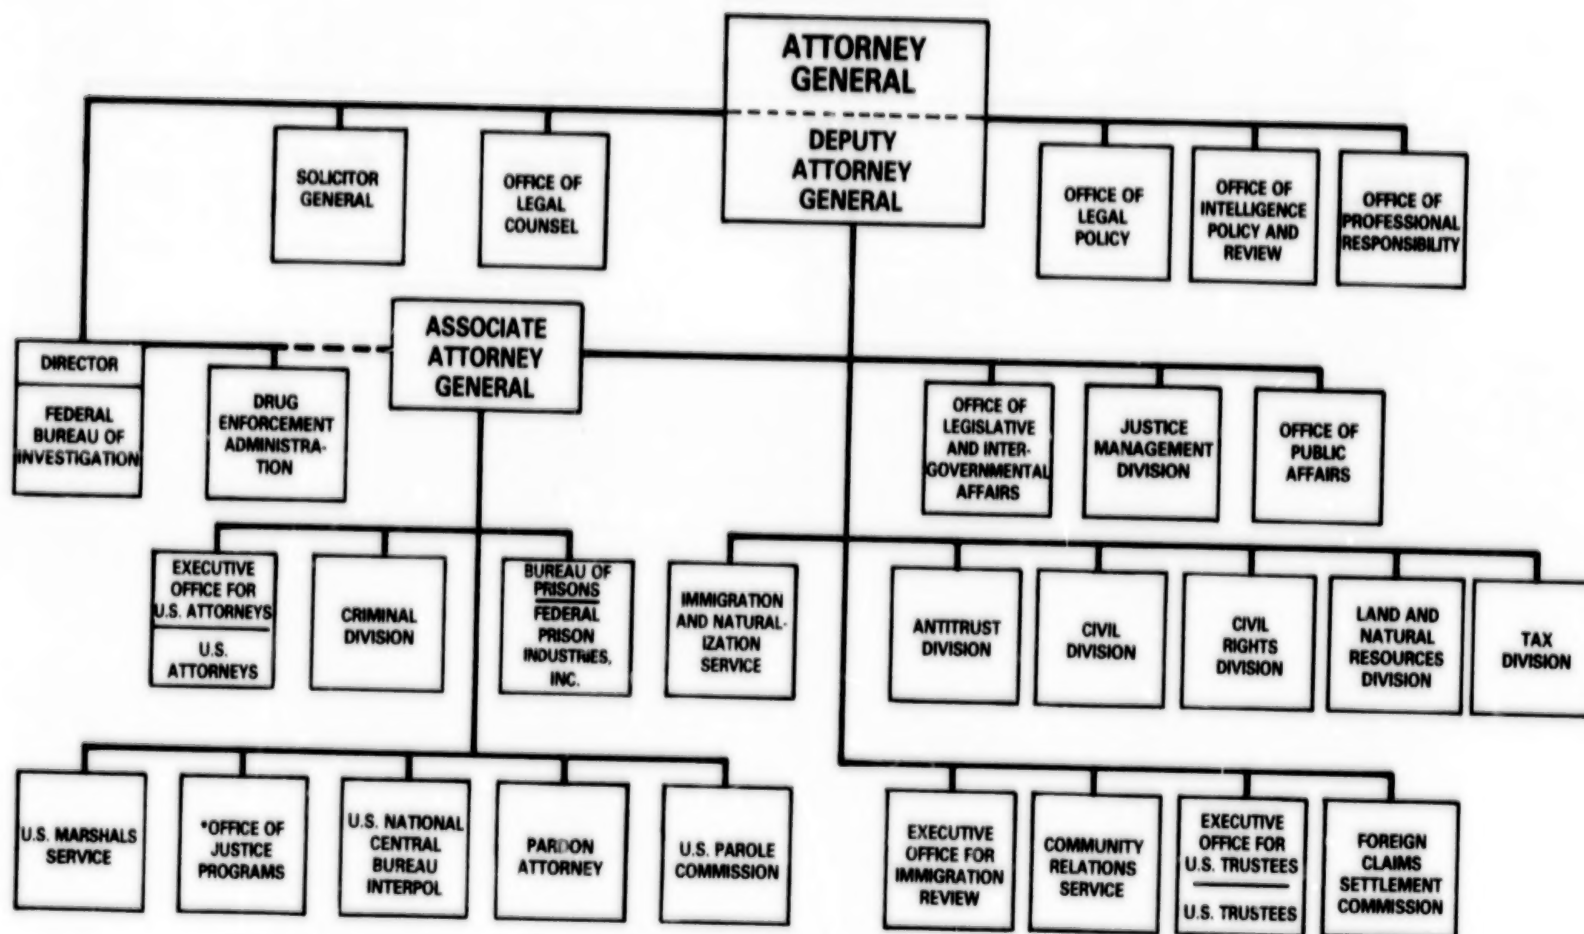 ATTORNEY
GENERAL
DEPUTY
ATTORNEY
GENERAL
SOLICITOR
GENERAL
OFFICE OF
LEGAL
COUNSEL
OFFICE OF
LEGAL
POLICY
OFFICE OF
INTELLIGENCE
POLICY AND
REVIEW
OFFICE OF
PROFESSIONAL
RESPONSIBILITY
DIRECTOR
FEDERAL
BUREAU OF
INVESTIGATION
DRUG
ENFORCEMENT
ADMINISTRA-
TION
ASSOCIATE
ATTORNEY
GENERAL
OFFICE OF
LEGISLATIVE
AND INTER-
GOVERNMENTAL
AFFAIRS
JUSTICE
MANAGEMENT
DIVISION
OFFICE OF
PUBLIC
AFFAIRS
EXECUTIVE
OFFICE FOR
U.S. ATTORNEYS
U.S.
ATTORNEYS
CRIMINAL
DIVISION
BUREAU OF
PRISONS
FEDERAL
PRISON
INDUSTRIES,
INC.
IMMIGRATION
AND NATURAL-
IZATION
SERVICE
ANTITRUST
DIVISION
CIVIL
DIVISION
CIVIL
RIGHTS
DIVISION
LAND AND
NATURAL
RESOURCES
DIVISION
TAX
DIVISION
U.S. MARSHALS
SERVICE
*OFFICE OF
JUSTICE
PROGRAMS
U.S. NATIONAL
CENTRAL
BUREAU
INTERPOL
PARDON
ATTORNEY
U.S. PAROLE
COMMISSION
EXECUTIVE
OFFICE FOR
IMMIGRATION
REVIEW
COMMUNITY
RELATIONS
SERVICE
EXECUTIVE
OFFICE FOR
U.S. TRUSTEES
U.S. TRUSTEES
FOREIGN
CLAIMS
SETTLEMENT
COMMISSION